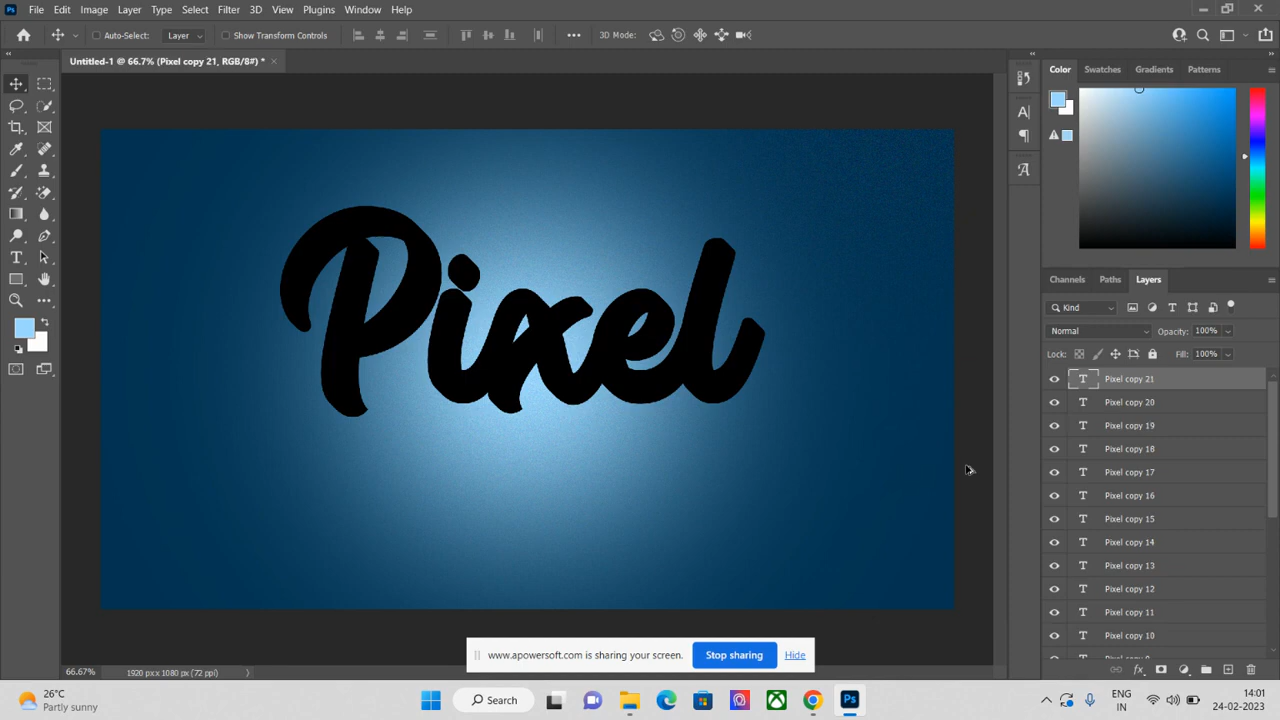 File Edit Image Layer Type Select Filter 3D View Plugins Window Help
Auto-Select: Layer Show Transform Controls 3D Mode:
Untitled-1 @ 66.7% (Pixel copy 21, RGB/8#) *
Color Swatches Gradients Patterns
Pixel
Channels Paths Layers
Kind
Normal Opacity: 100%
Lock: Fill: 100%
Pixel copy 21
Pixel copy 20
Pixel copy 19
Pixel copy 18
Pixel copy 17
Pixel copy 16
Pixel copy 15
Pixel copy 14
Pixel copy 13
Pixel copy 12
Pixel copy 11
Pixel copy 10
www.apowersoft.com is sharing your screen. Stop sharing Hide
66.67% 1920 px x 1080 px (72 ppi)
26°C
Partly sunny
Search
ENG
IN
14:01
24-02-2023